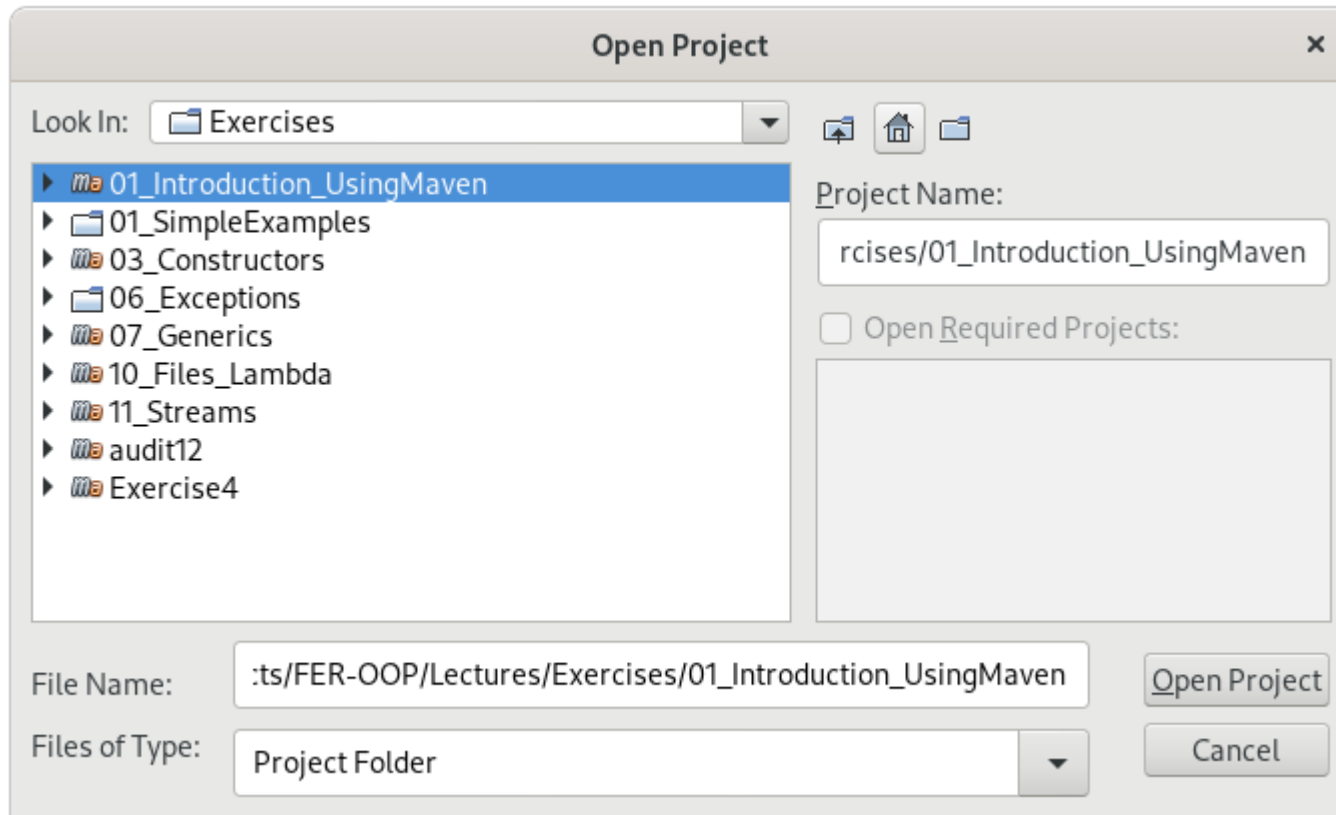 Open Project
Look In: Exercises
01_Introduction_UsingMaven
01_SimpleExamples
03_Constructors
06_Exceptions
07_Generics
10_Files_Lambda
11_Streams
audit12
Exercise4
Project Name:
rcises/01_Introduction_UsingMaven
Open Required Projects:
File Name: :ts/FER-OOP/Lectures/Exercises/01_Introduction_UsingMaven
Open Project
Files of Type: Project Folder
Cancel